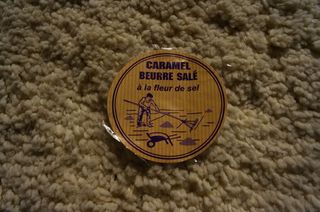 CARAMEL
BEURRE SALÉ
à la fleur de sel